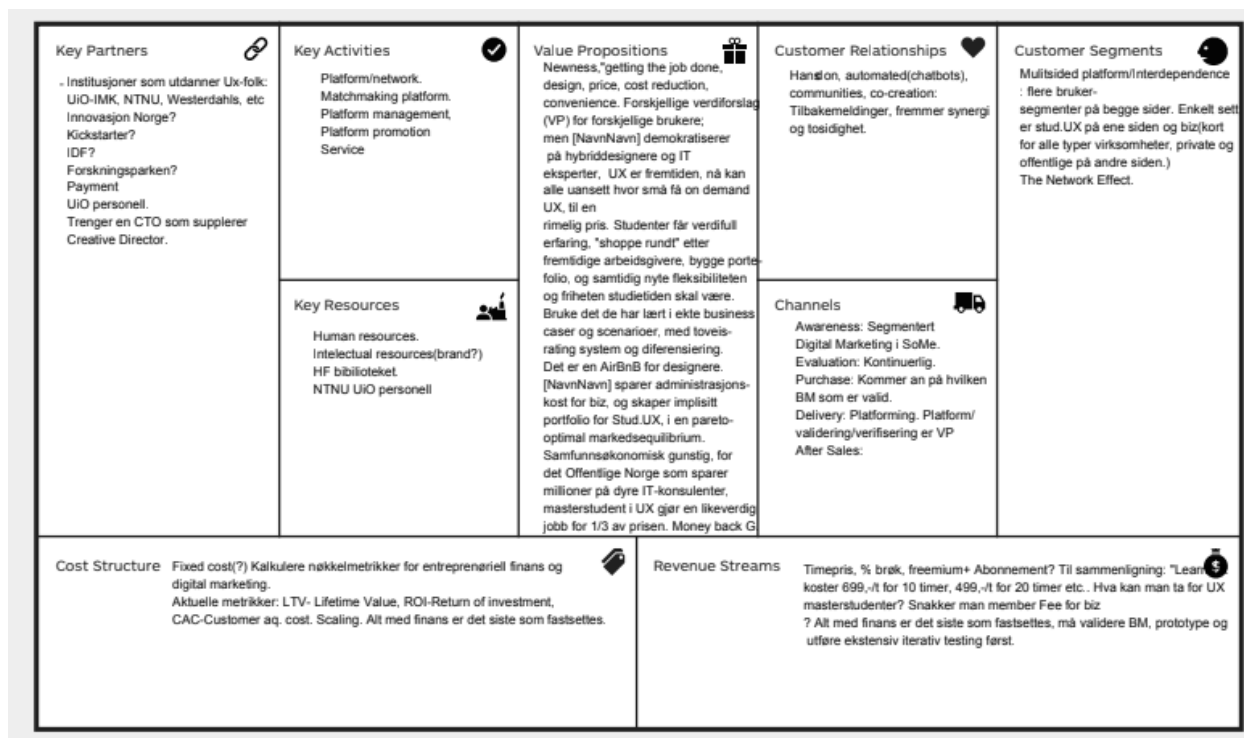 Key Partners
- Institusjoner som utdanner Ux-folk:
UiO-IMK, NTNU, Westerdahls, etc
Innovasjon Norge?
Kickstarter?
IDF?
Forskningsparken?
Payment
UiO personell.
Trenger en CTO som supplerer
Creative Director.
Key Activities
Platform/network.
Matchmaking platform.
Platform management,
Platform promotion
Service
Key Resources
Human resources.
Intelectual resources(brand?)
HF bibilioteket.
NTNU UiO personell
Value Propositions
Newness,"getting the job done,
design, price, cost reduction,
convenience. Forskjellige verdiforslag
(VP) for forskjellige brukere;
men [NavnNavn] demokratiserer
på hybriddesignere og IT
eksperter, UX er fremtiden, nå kan
alle uansett hvor små få on demand
UX, til en
rimelig pris. Studenter får verdifull
erfaring, "shoppe rundt" etter
fremtidige arbeidsgivere, bygge porte-
folio, og samtidig nyte fleksibiliteten
og friheten studietiden skal være.
Bruke det de har lært i ekte business
caser og scenarioer, med toveis-
rating system og diferensiering.
Det er en AirBnB for designere.
[NavnNavn] sparer administrasjons-
kost for biz, og skaper implisitt
portfolio for Stud.UX, i en pareto-
optimal markedsequilibrium.
Samfunnsøkonomisk gunstig, for
det Offentlige Norge som sparer
millioner på dyre IT-konsulenter,
masterstudent i UX gjør en likeverdig
jobb for 1/3 av prisen. Money back G
Customer Relationships
Hands on, automated(chatbots),
communities, co-creation:
Tilbakemeldinger, fremmer synergi
og tosidighet.
Channels
Awareness: Segmentert
Digital Marketing i SoMe.
Evaluation: Kontinuerlig.
Purchase: Kommer an på hvilken
BM som er valid.
Delivery: Platforming. Platform/
validering/verifisering er VP
After Sales:
Customer Segments
Mulitsided platform/Interdependence
: flere bruker-
segmenter på begge sider. Enkelt sett
er stud.UX på ene siden og biz(kort
for alle typer virksomheter, private og
offentlige på andre siden.)
The Network Effect.
Cost Structure
Fixed cost(?) Kalkulere nøkkelmetrikker for entreprenøriell finans og
digital marketing.
Aktuelle metrikker: LTV- Lifetime Value, ROI-Return of investment,
CAC-Customer aq. cost. Scaling. Alt med finans er det siste som fastsettes.
Revenue Streams
Timepris, % brøk, freemium+ Abonnement? Til sammenligning: "Learn
koster 699,-/t for 10 timer, 499,-/t for 20 timer etc.. Hva kan man ta for UX
masterstudenter? Snakker man member Fee for biz
? Alt med finans er det siste som fastsettes, må validere BM, prototype og
utføre ekstensiv iterativ testing først.